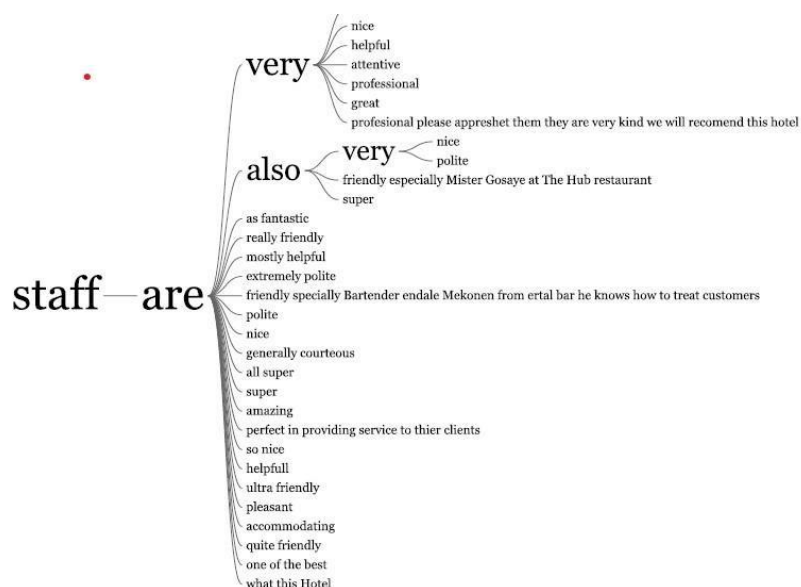 nice
helpful
very
attentive
professional
great
profesional please appreshet them they are very kind we will recomend this hotel
nice
very
polite
also
friendly especially Mister Gosaye at The Hub restaurant
super
as fantastic
really friendly
mostly helpful
extremely polite
staff are
friendly specially Bartender endale Mekonen from ertal bar he knows how to treat customers
polite
nice
generally courteous
all super
super
amazing
perfect in providing service to thier clients
so nice
helpfull
ultra friendly
pleasant
accommodating
quite friendly
one of the best
what this Hotel